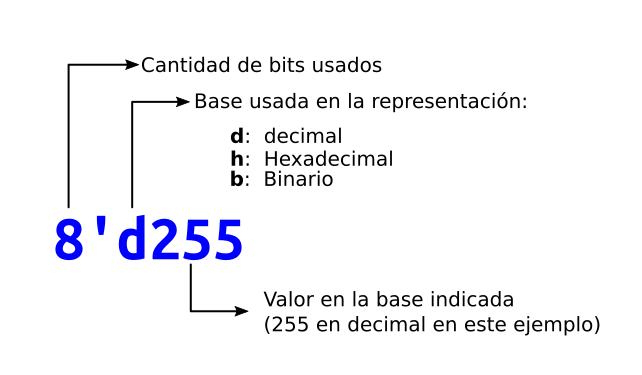 Cantidad de bits usados
Base usada en la representación:
d: decimal
h: Hexadecimal
b: Binario
8'd255
Valor en la base indicada
(255 en decimal en este ejemplo)